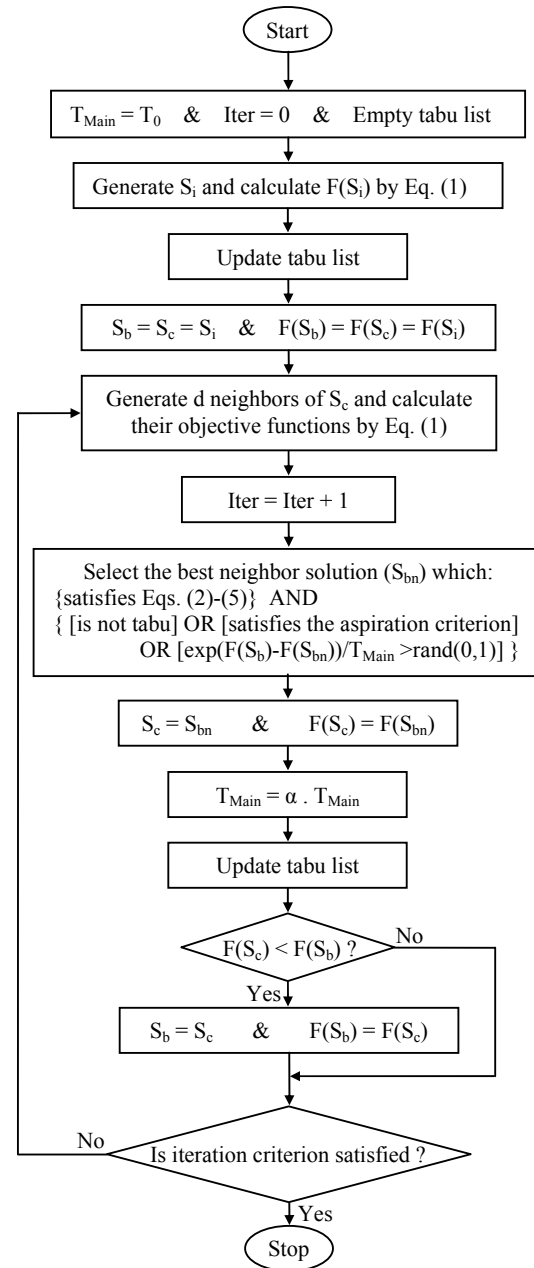 Start
T_Main = T_0 & Iter = 0 & Empty tabu list
Generate S_i and calculate F(S_i) by Eq. (1)
Update tabu list
S_b = S_c = S_i & F(S_b) = F(S_c) = F(S_i)
Generate d neighbors of S_c and calculate
their objective functions by Eq. (1)
Iter = Iter + 1
Select the best neighbor solution (S_bn) which:
{satisfies Eqs. (2)-(5)} AND
{ [is not tabu] OR [satisfies the aspiration criterion]
OR [exp(F(S_b)-F(S_bn))/T_Main >rand(0,1)] }
S_c = S_bn & F(S_c) = F(S_bn)
T_Main = α . T_Main
Update tabu list
F(S_c) < F(S_b) ?
No
Yes
S_b = S_c & F(S_b) = F(S_c)
No
Is iteration criterion satisfied ?
Yes
Stop